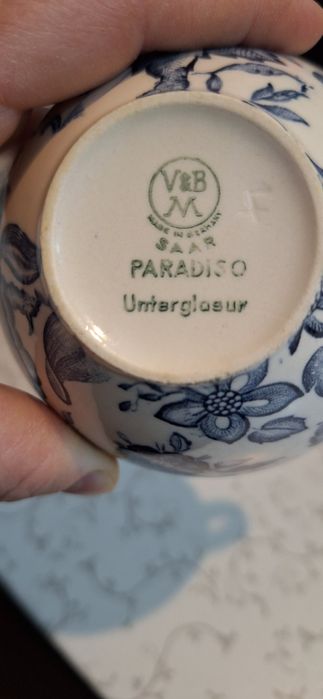 V&B
M
MADE IN GERMANY
SAAR
PARADISO
Unterglasur